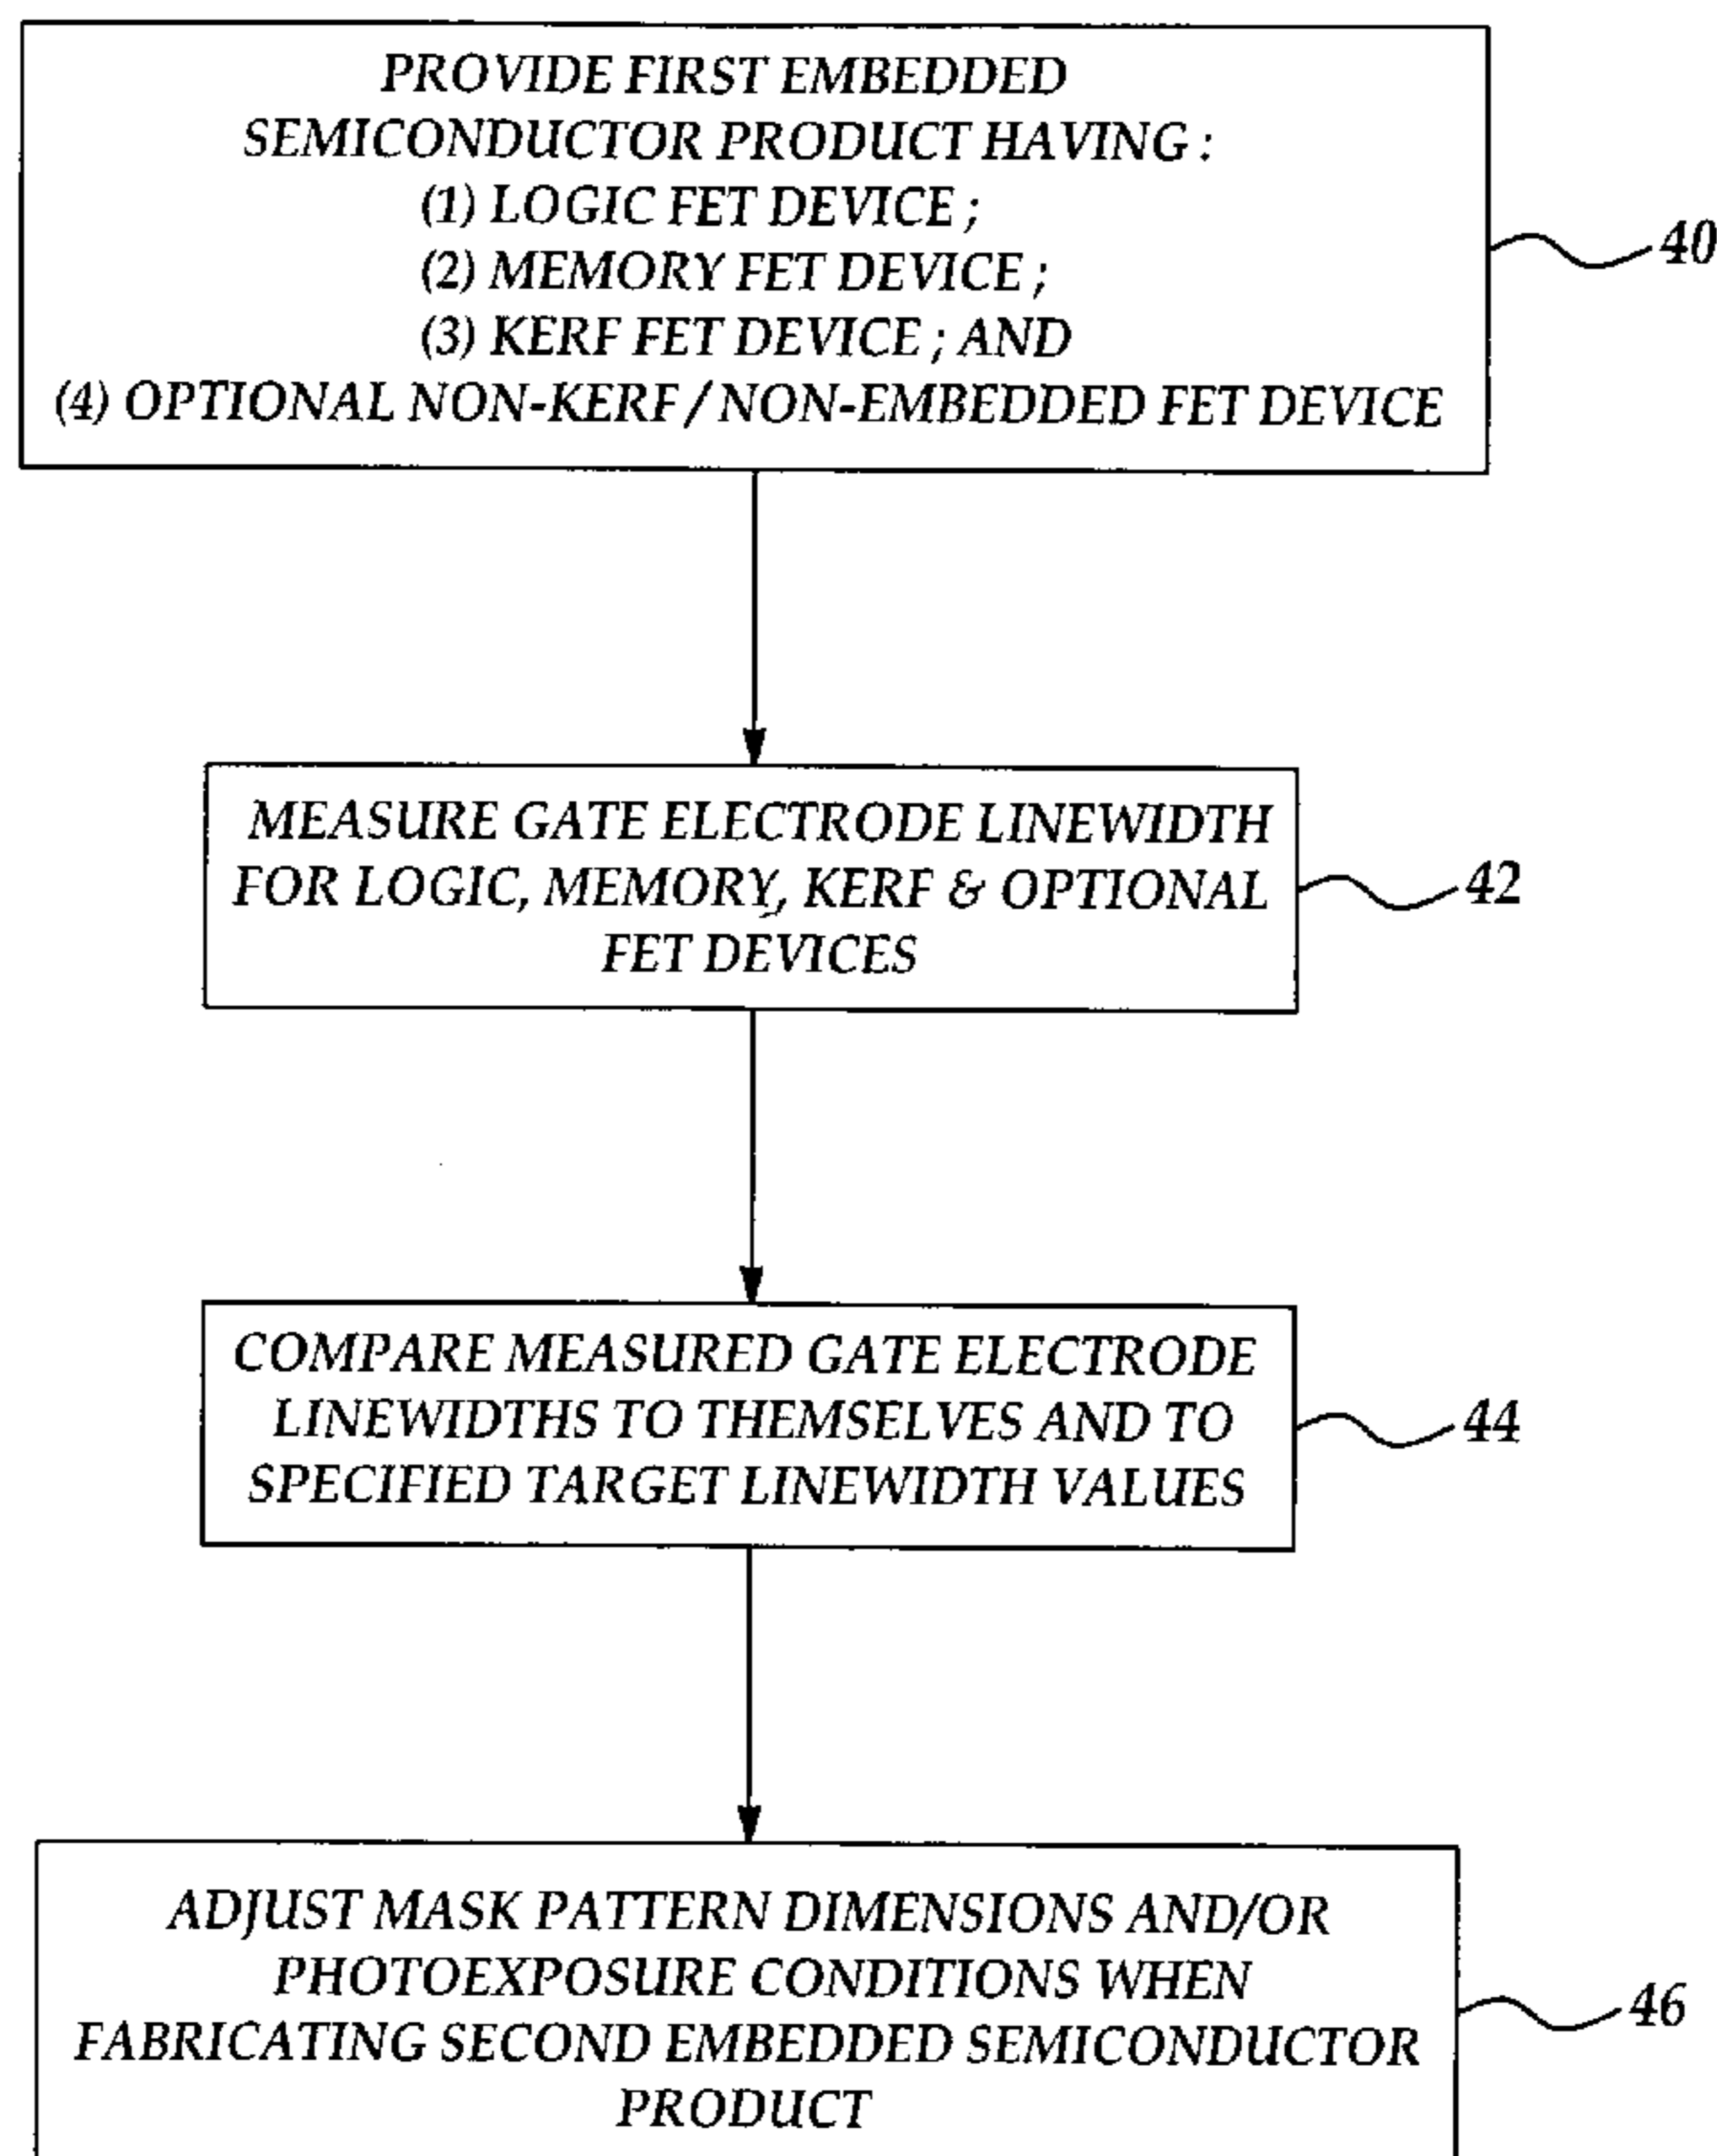 PROVIDE FIRST EMBEDDED
SEMICONDUCTOR PRODUCT HAVING :
(1) LOGIC FET DEVICE ;
(2) MEMORY FET DEVICE ;
(3) KERF FET DEVICE ; AND
(4) OPTIONAL NON-KERF / NON-EMBEDDED FET DEVICE
40
MEASURE GATE ELECTRODE LINEWIDTH
FOR LOGIC, MEMORY, KERF & OPTIONAL
FET DEVICES
42
COMPARE MEASURED GATE ELECTRODE
LINEWIDTHS TO THEMSELVES AND TO
SPECIFIED TARGET LINEWIDTH VALUES
44
ADJUST MASK PATTERN DIMENSIONS AND/OR
PHOTOEXPOSURE CONDITIONS WHEN
FABRICATING SECOND EMBEDDED SEMICONDUCTOR
PRODUCT
46